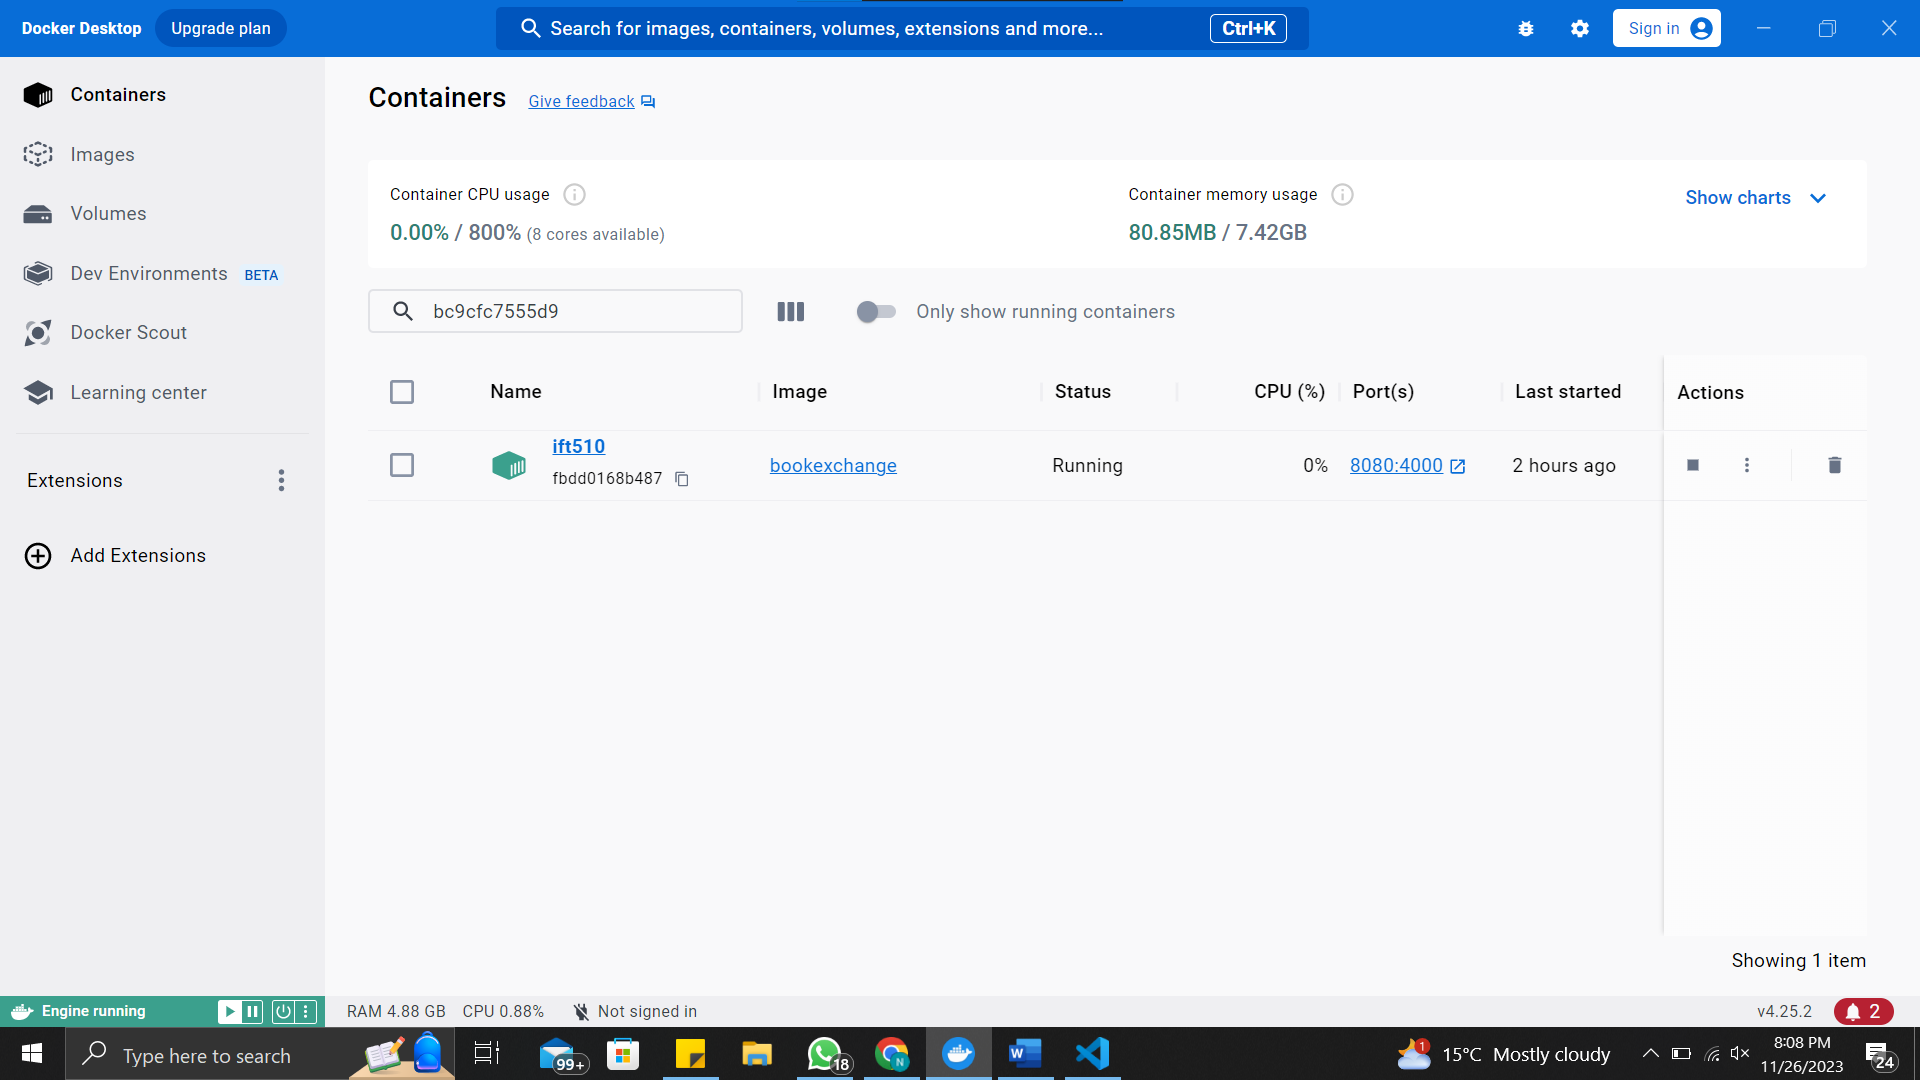 Docker Desktop Upgrade plan Search for images, containers, volumes, extensions and more... Ctrl+K Sign in
Containers
Images
Volumes
Dev Environments BETA
Docker Scout
Learning center
Extensions
Add Extensions
Containers Give feedback
Container CPU usage
0.00% / 800% (8 cores available)
Container memory usage
80.85MB / 7.42GB
Show charts
bc9cfc7555d9 Only show running containers
Name Image Status CPU (%) Port(s) Last started Actions
ift510
fbdd0168b487
bookexchange Running 0% 8080:4000 2 hours ago
Showing 1 item
Engine running RAM 4.88 GB CPU 0.88% Not signed in v4.25.2 2
Type here to search 99+ 18 N W 1 15°C Mostly cloudy 8:08 PM
11/26/2023 24